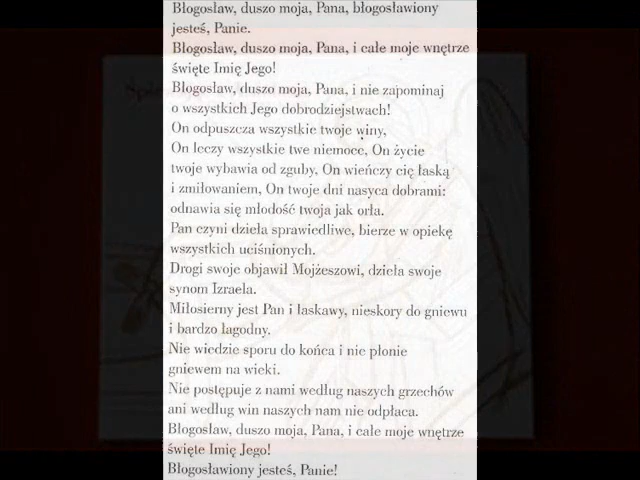 Błogosław, duszo moja, Pana, błogosławiony
jesteś, Panie.
Błogosław, duszo moja, Pana, i całe moje wnętrze
święte Imię Jego!
Błogosław, duszo moja, Pana, i nie zapominaj
o wszystkich Jego dobrodziejstwach!
On odpuszcza wszystkie twoje winy,
On leczy wszystkie twe niemoce, On życie
twoje wybawia od zguby, On wieńczy cię łaską
i zmiłowaniem, On twoje dni nasyca dobrami:
odnawia się młodość twoja jak orła.
Pan czyni dzieła sprawiedliwe, bierze w opiekę
wszystkich uciśnionych.
Drogi swoje objawił Mojżeszowi, dzieła swoje
synom Izraela.
Miłosierny jest Pan i łaskawy, nieskory do gniewu
i bardzo łagodny.
Nie wiedzie sporu do końca i nie płonie
gniewem na wieki.
Nie postępuje z nami według naszych grzechów
ani według win naszych nam nie odpłaca.
Błogosław, duszo moja, Pana, i całe moje wnętrze
święte Imię Jego!
Błogosławiony jesteś, Panie!